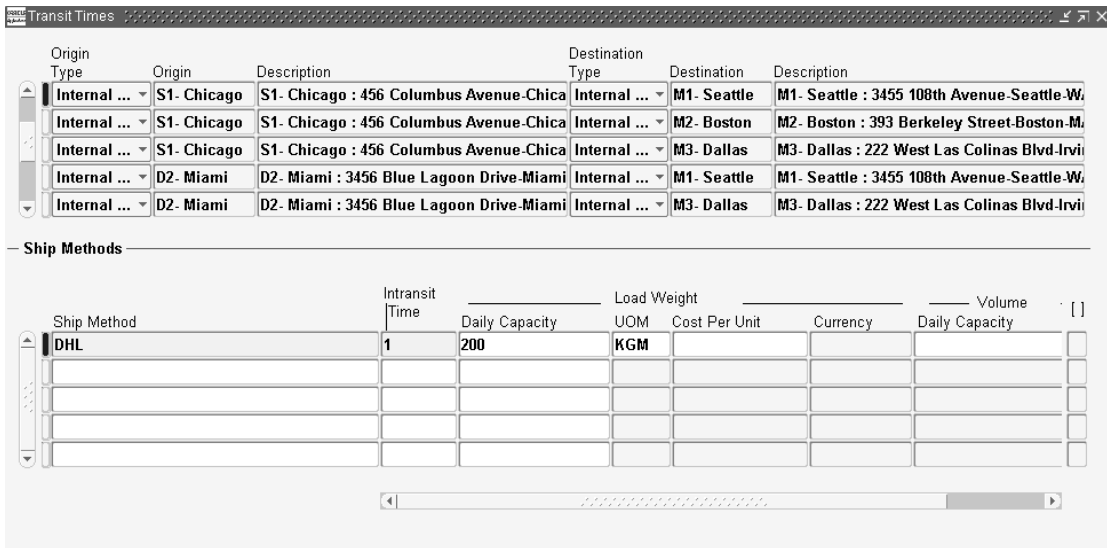 Transit Times
Origin Destination
Type Origin Description Type Destination Description
Internal ... S1- Chicago S1- Chicago : 456 Columbus Avenue-Chica Internal ... M1- Seattle M1- Seattle : 3455 108th Avenue-Seattle-W
Internal ... S1- Chicago S1- Chicago : 456 Columbus Avenue-Chica Internal ... M2- Boston M2- Boston : 393 Berkeley Street-Boston-M
Internal ... S1- Chicago S1- Chicago : 456 Columbus Avenue-Chica Internal ... M3- Dallas M3- Dallas : 222 West Las Colinas Blvd-Irvi
Internal ... D2- Miami D2- Miami : 3456 Blue Lagoon Drive-Miami Internal ... M1- Seattle M1- Seattle : 3455 108th Avenue-Seattle-W
Internal ... D2- Miami D2- Miami : 3456 Blue Lagoon Drive-Miami Internal ... M3- Dallas M3- Dallas : 222 West Las Colinas Blvd-Irvi
Ship Methods
Intransit Load Weight Volume [ ]
Ship Method Time Daily Capacity UOM Cost Per Unit Currency Daily Capacity
DHL 1 200 KGM